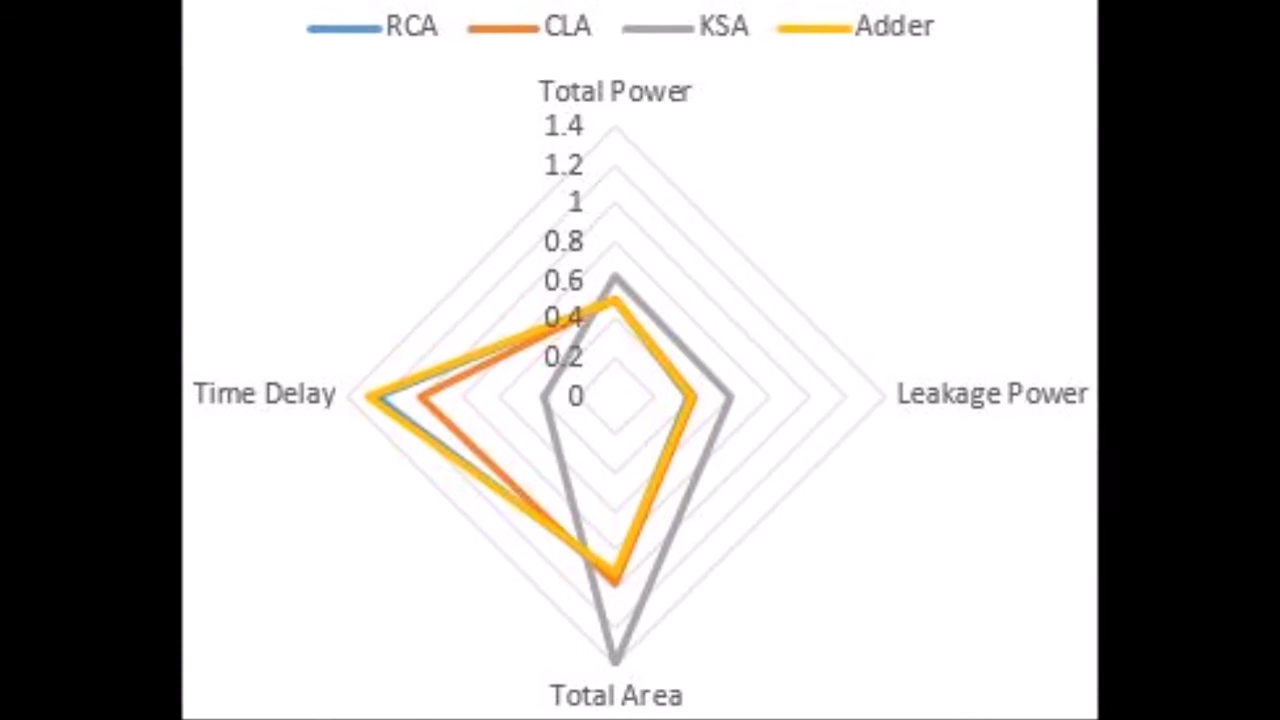 RCA CLA KSA Adder
Total Power
1.4
1.2
1
0.8
0.6
0.4
0.2
0
Time Delay
Leakage Power
Total Area